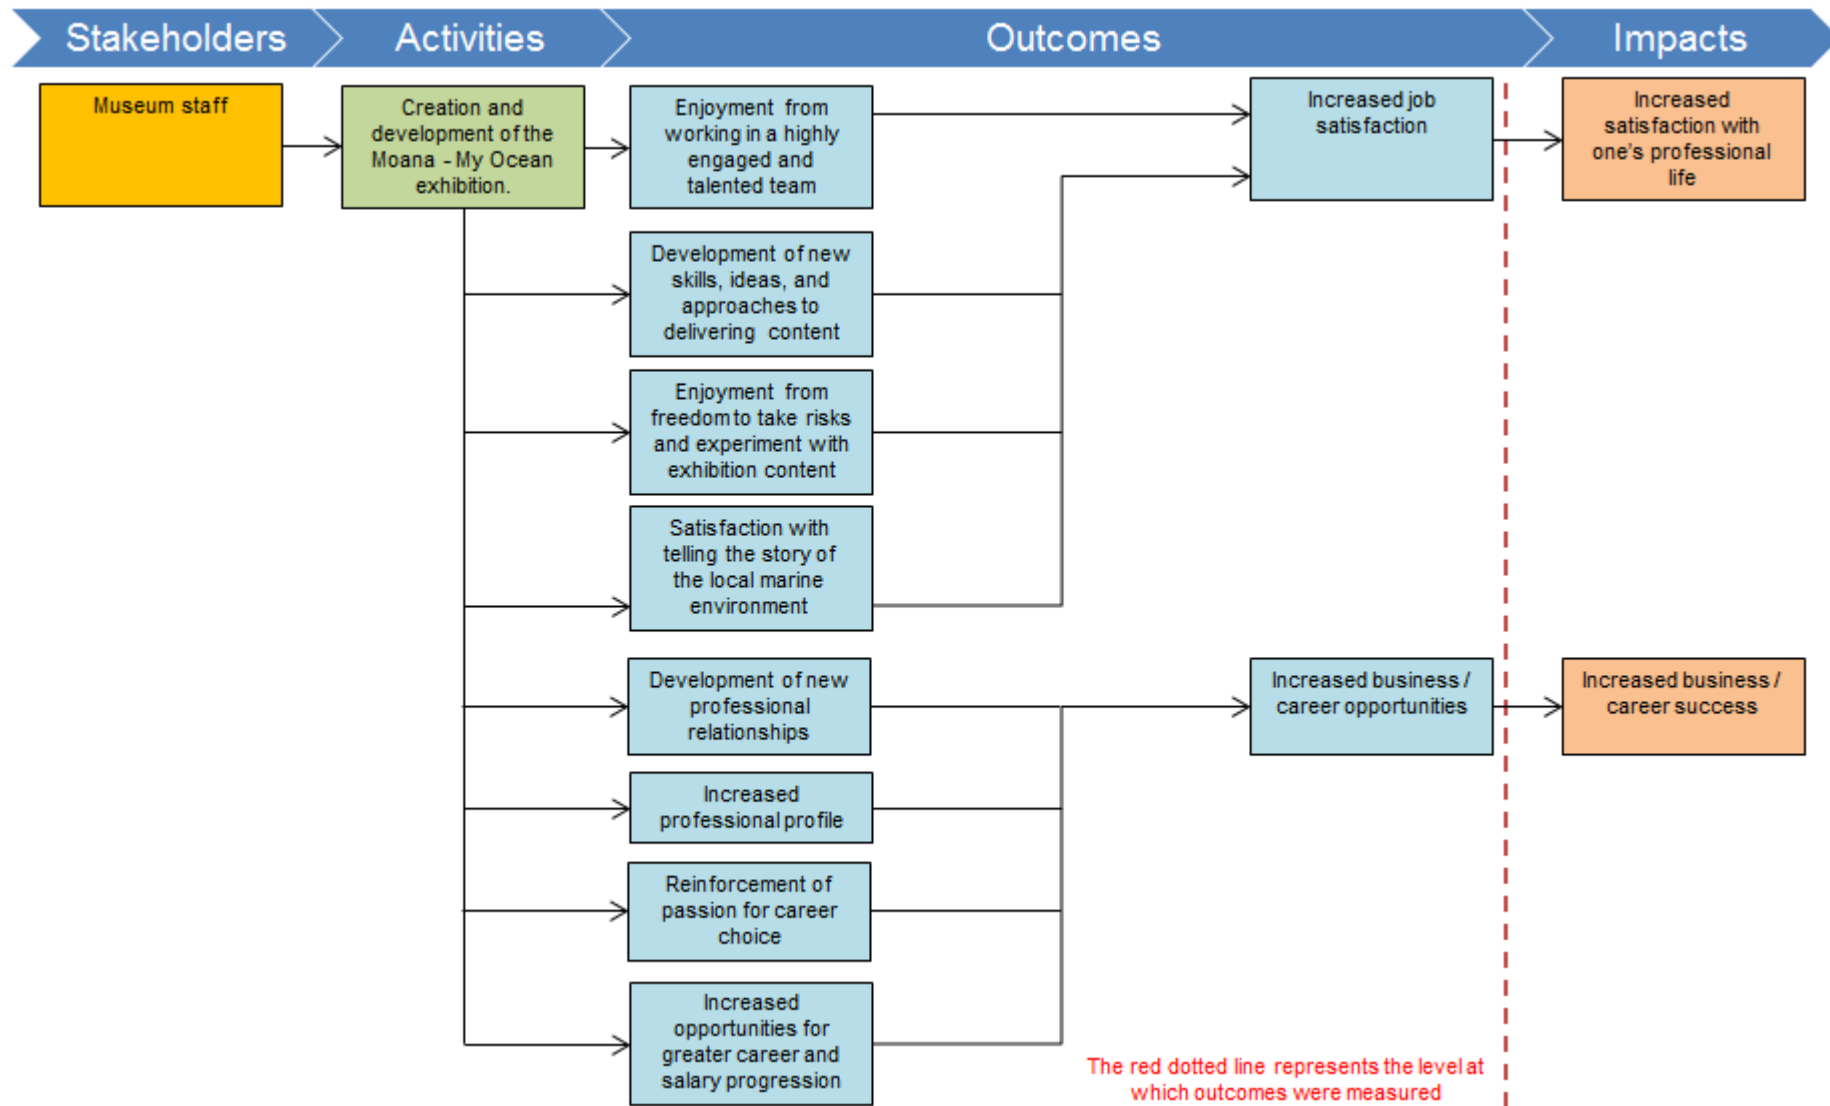 Stakeholders
Activities
Outcomes
Impacts
Museum staff
Creation and
development of the
Moana - My Ocean
exhibition.
Enjoyment from
working in a highly
engaged and
talented team
Increased job
satisfaction
Increased
satisfaction with
one's professional
life
Development of new
skills, ideas, and
approaches to
delivering content
Enjoyment from
freedom to take risks
and experiment with
exhibition content
Satisfaction with
telling the story of
the local marine
environment
Development of new
professional
relationships
Increased business /
career opportunities
Increased business /
career success
Increased
professional profile
Reinforcement of
passion for career
choice
Increased
opportunities for
greater career and
salary progression
The red dotted line represents the level at
which outcomes were measured